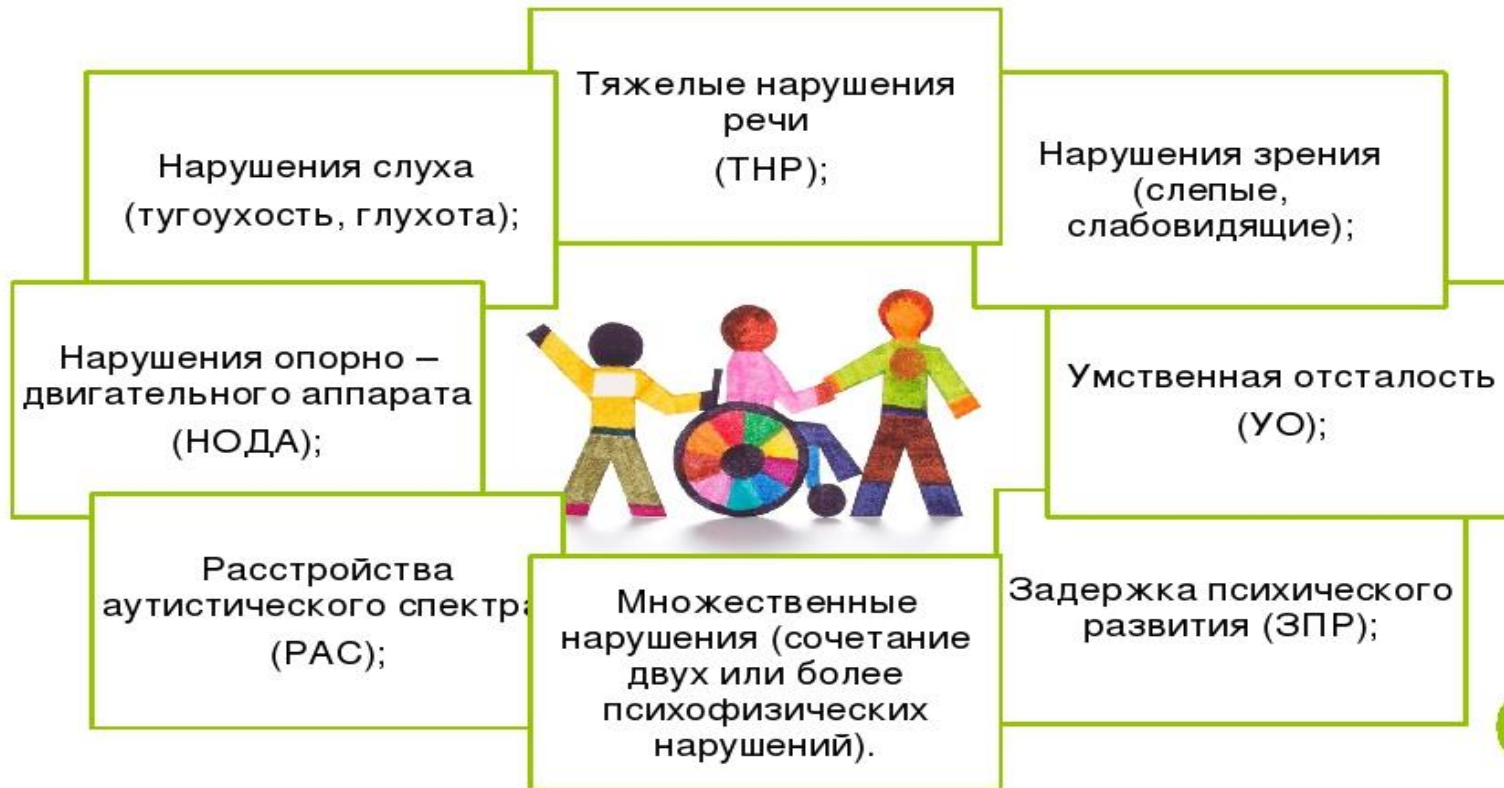 Тяжелые нарушения
речи
(ТНР);
Нарушения зрения
(слепые,
слабовидящие);
Умственная отсталость
(УО);
Задержка психического
развития (ЗПР);
Множественные
нарушения (сочетание
двух или более
психофизических
нарушений).
Расстройства
аутистического спектра
(РАС);
Нарушения опорно –
двигательного аппарата
(НОДА);
Нарушения слуха
(тугоухость, глухота);